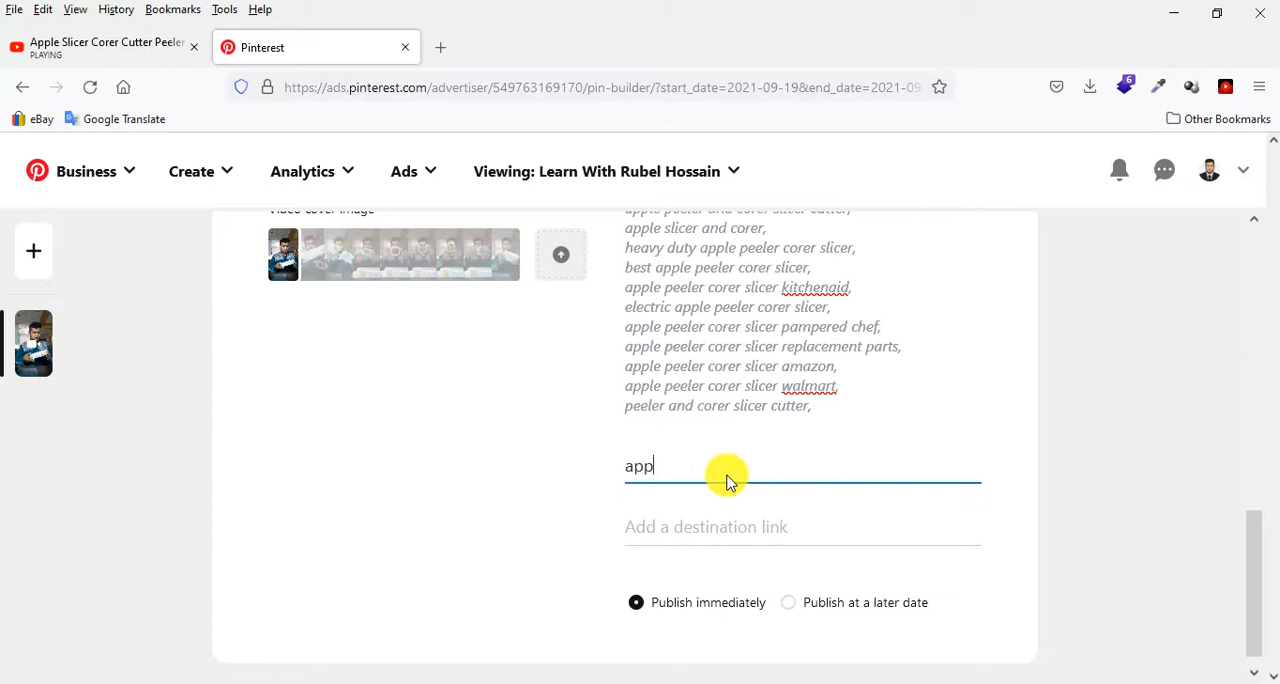 File Edit View History Bookmarks Tools Help
Apple Slicer Corer Cutter Peeler
PLAYING
Pinterest
https://ads.pinterest.com/advertiser/549763169170/pin-builder/?start_date=2021-09-19&end_date=2021-09
6
eBay Google Translate Other Bookmarks
Business Create Analytics Ads Viewing: Learn With Rubel Hossain
Video cover image
apple peeler and corer slicer cutter,
apple slicer and corer,
heavy duty apple peeler corer slicer,
best apple peeler corer slicer,
apple peeler corer slicer kitchenaid,
electric apple peeler corer slicer,
apple peeler corer slicer pampered chef,
apple peeler corer slicer replacement parts,
apple peeler corer slicer amazon,
apple peeler corer slicer walmart,
peeler and corer slicer cutter,
app
Add a destination link
Publish immediately Publish at a later date